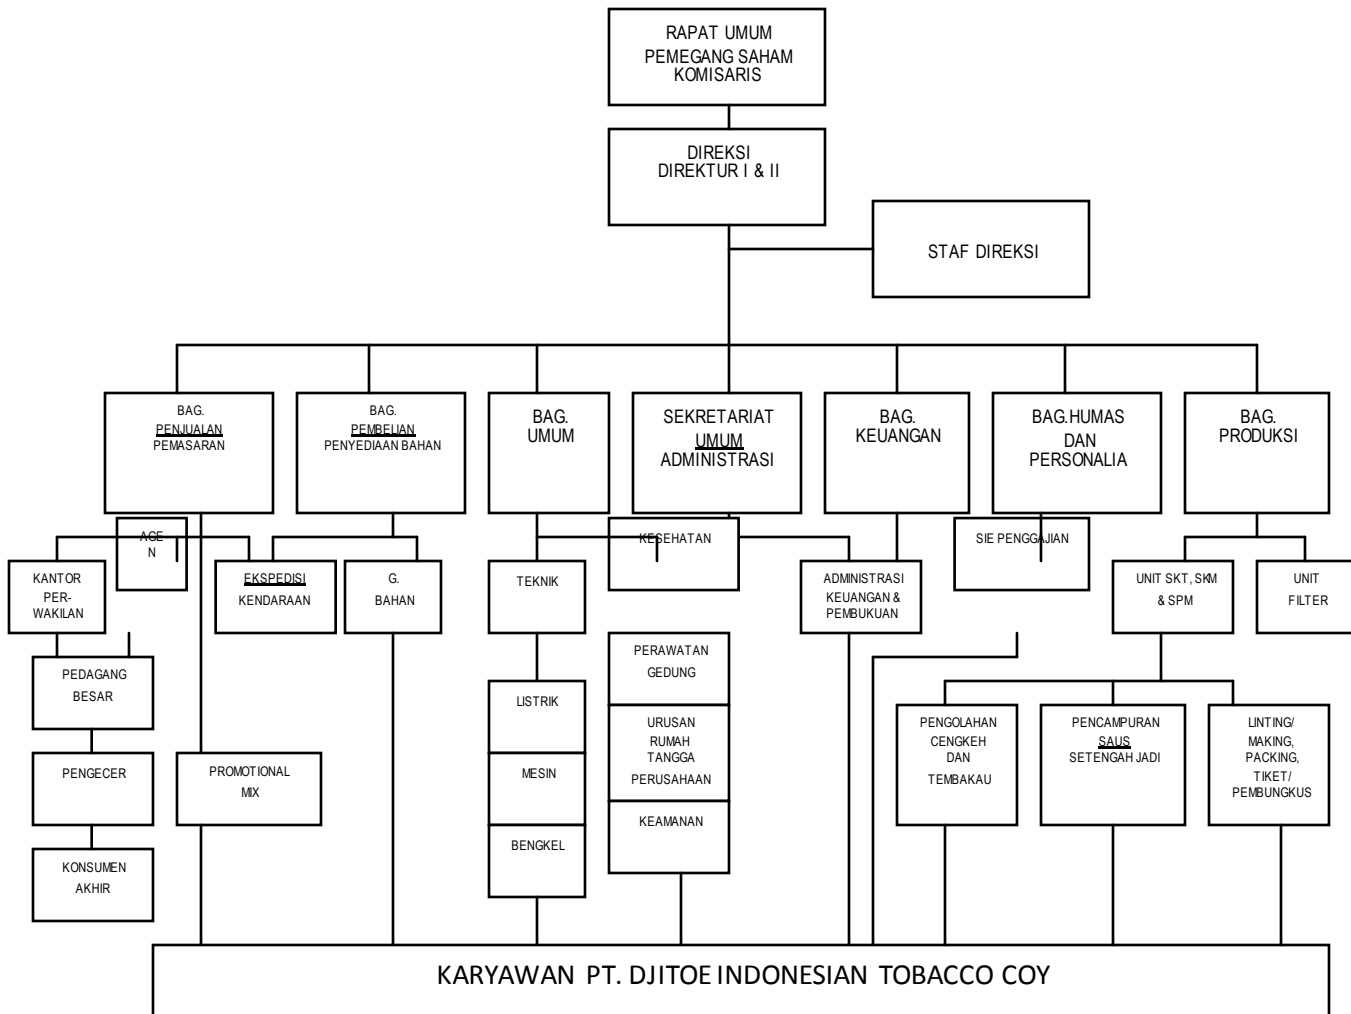 RAPAT UMUM
PEMEGANG SAHAM
KOMISARIS
DIREKSI
DIREKTUR I & II
STAF DIREKSI
BAG.
PENJUALAN
PEMASARAN
BAG.
PEMBELIAN
PENYEDIAAN BAHAN
BAG.
UMUM
SEKRETARIAT
UMUM
ADMINISTRASI
BAG.
KEUANGAN
BAG.HUMAS
DAN
PERSONALIA
BAG.
PRODUKSI
AGE
N
KESEHATAN
SIE PENGGAJIAN
KANTOR
PER-
WAKILAN
EKSPEDISI
KENDARAAN
G.
BAHAN
TEKNIK
ADMINISTRASI
KEUANGAN &
PEMBUKUAN
UNIT SKT, SKM
& SPM
UNIT
FILTER
PEDAGANG
BESAR
PERAWATAN
GEDUNG
LISTRIK
URUSAN
RUMAH
TANGGA
PERUSAHAAN
PENGOLAHAN
CENGKEH
DAN
TEMBAKAU
PENCAMPURAN
SAUS
SETENGAH JADI
LINTING/
MAKING,
PACKING,
TIKET/
PEMBUNGKUS
PENGECER
PROMOTIONAL
MIX
MESIN
KEAMANAN
BENGKEL
KONSUMEN
AKHIR
KARYAWAN PT. DJITOE INDONESIAN TOBACCO COY